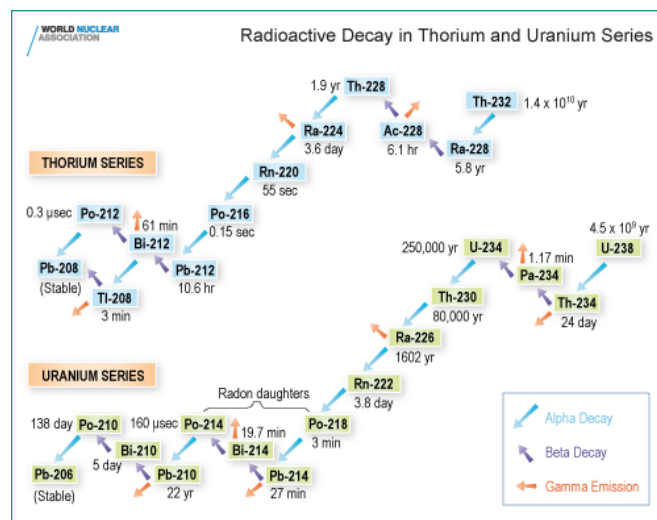 WORLD NUCLEAR
ASSOCIATION
Radioactive Decay in Thorium and Uranium Series
1.9 yr Th-228
Th-232 1.4 x 10¹⁰ yr
Ra-224
3.6 day
Ac-228
6.1 hr
Ra-228
5.8 yr
THORIUM SERIES
Rn-220
55 sec
0.3 µsec Po-212
61 min
Bi-212
Po-216
0.15 sec
Pb-208
(Stable)
Pb-212
10.6 hr
Tl-208
3 min
4.5 x 10⁹ yr
U-238
250,000 yr U-234
1.17 min
Pa-234
Th-234
24 day
Th-230
80,000 yr
Ra-226
1602 yr
URANIUM SERIES
Rn-222
3.8 day
Radon daughters
138 day Po-210
160 µsec Po-214
19.7 min
Po-218
3 min
Bi-210
5 day
Bi-214
Pb-206
(Stable)
Pb-210
22 yr
Pb-214
27 min
Alpha Decay
Beta Decay
Gamma Emission